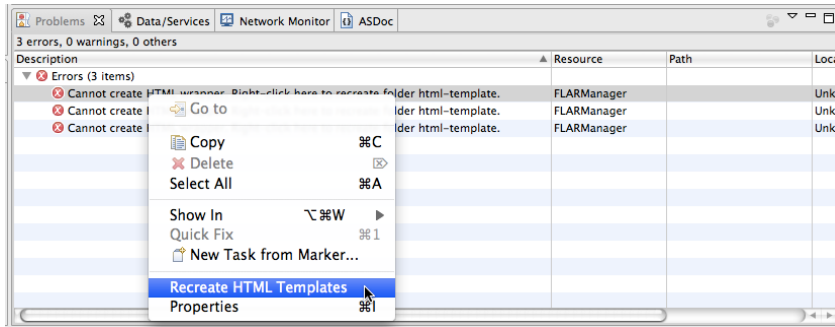 Problems Data/Services Network Monitor ASDoc
3 errors, 0 warnings, 0 others
Description Resource Path Loca
Errors (3 items)
Cannot create HTML wrapper. Right-click here to recreate folder html-template. FLARManager Unk
Cannot create lder html-template. FLARManager Unk
Cannot create lder html-template. FLARManager Unk
Go to
Copy ⌘C
Delete ⌦
Select All ⌘A
Show In ⌥⌘W
Quick Fix ⌘1
New Task from Marker...
Recreate HTML Templates
Properties ⌘I